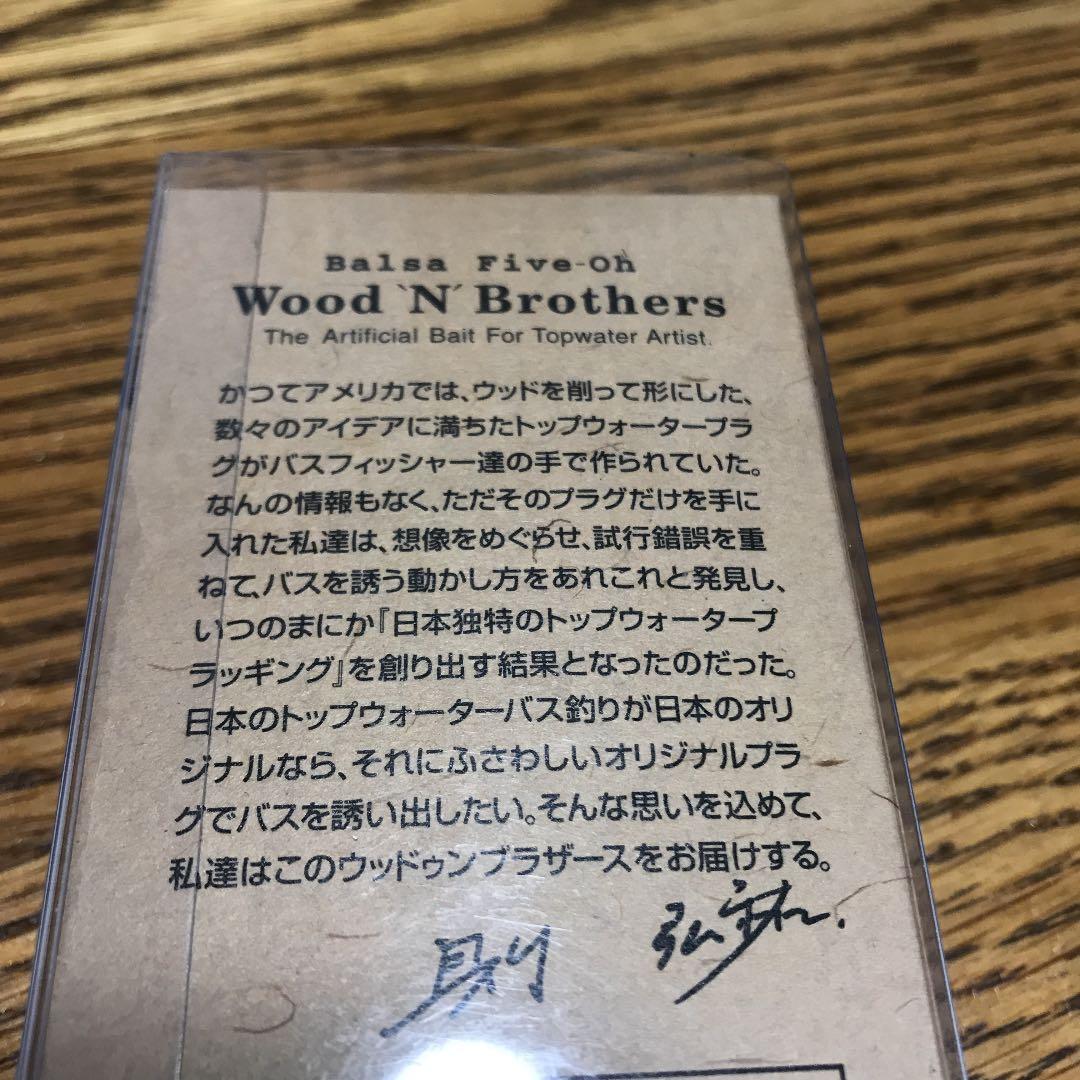 Balsa Five-Oh
Wood `N´ Brothers
The Artificial Bait For Topwater Artist.
かつてアメリカでは、ウッドを削って形にした、
数々のアイデアに満ちたトップウォータープラ
グがバスフィッシャー達の手で作られていた。
なんの情報もなく、ただそのプラグだけを手に
入れた私達は、想像をめぐらせ、試行錯誤を重
ねて、バスを誘う動かし方をあれこれと発見し、
いつのまにか『日本独特のトップウォータープ
ラッギング』を創り出す結果となったのだった。
日本のトップウォーターバス釣りが日本のオリ
ジナルなら、それにふさわしいオリジナルプラ
グでバスを誘い出したい。そんな思いを込めて、
私達はこのウッドゥンブラザースをお届けする。